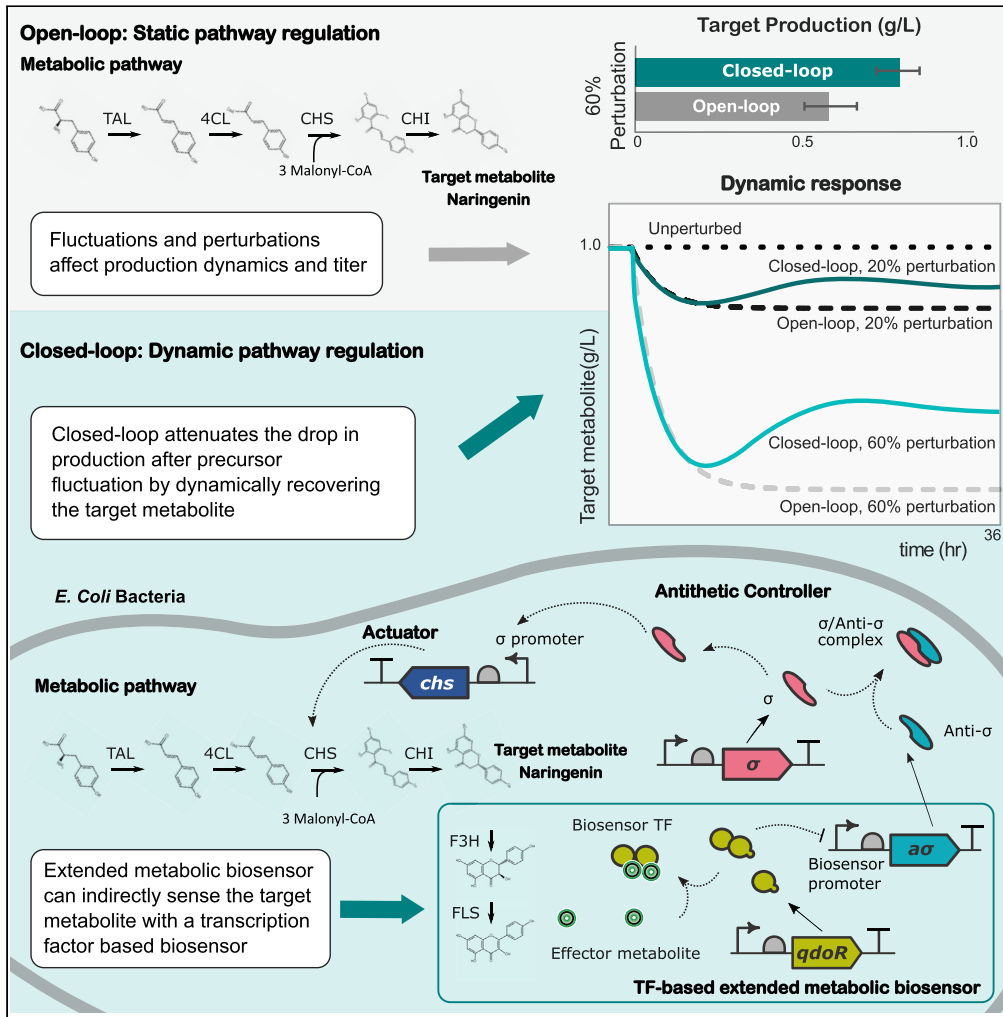 Open-loop: Static pathway regulation
Metabolic pathway
TAL
4CL
CHS
CHI
3 Malonyl-CoA
Target metabolite
Naringenin
Fluctuations and perturbations
affect production dynamics and titer
Target Production (g/L)
60%
Perturbation
Closed-loop
Open-loop
0
0.5
1.0
Dynamic response
1.0
Unperturbed
Closed-loop, 20% perturbation
Open-loop, 20% perturbation
Closed-loop, 60% perturbation
Open-loop, 60% perturbation
Target metabolite(g/L)
36
time (hr)
Closed-loop: Dynamic pathway regulation
Closed-loop attenuates the drop in
production after precursor
fluctuation by dynamically recovering
the target metabolite
E. Coli Bacteria
Antithetic Controller
Actuator
σ promoter
chs
σ/Anti-σ
complex
σ
Anti-σ
σ
Metabolic pathway
TAL
4CL
CHS
CHI
3 Malonyl-CoA
Target metabolite
Naringenin
Extended metabolic biosensor
can indirectly sense the target
metabolite with a transcription
factor based biosensor
F3H
FLS
Biosensor TF
Effector metabolite
Biosensor
promoter
aσ
qdoR
TF-based extended metabolic biosensor